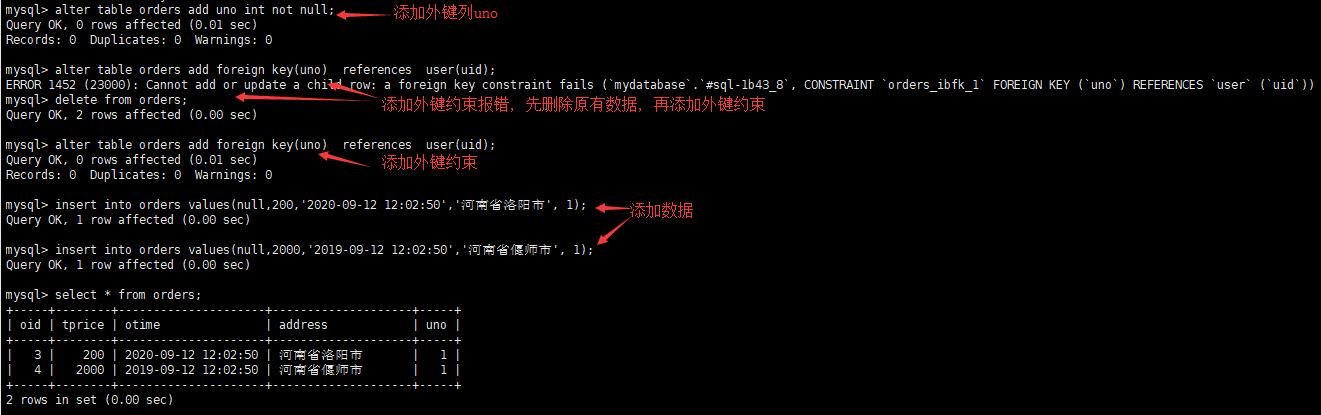 mysql> alter table orders add uno int not null;
添加外键列uno
Query OK, 0 rows affected (0.01 sec)
Records: 0  Duplicates: 0  Warnings: 0
mysql> alter table orders add foreign key(uno)  references  user(uid);
ERROR 1452 (23000): Cannot add or update a child row: a foreign key constraint fails (`mydatabase`.`#sql-1b43_8`, CONSTRAINT `orders_ibfk_1` FOREIGN KEY (`uno`) REFERENCES `user` (`uid`))
mysql> delete from orders;
添加外键约束报错，先删除原有数据，再添加外键约束
Query OK, 2 rows affected (0.00 sec)
mysql> alter table orders add foreign key(uno)  references  user(uid);
Query OK, 0 rows affected (0.01 sec)
添加外键约束
Records: 0  Duplicates: 0  Warnings: 0
mysql> insert into orders values(null,200,'2020-09-12 12:02:50','河南省洛阳市', 1);
添加数据
Query OK, 1 row affected (0.00 sec)
mysql> insert into orders values(null,2000,'2019-09-12 12:02:50','河南省偃师市', 1);
Query OK, 1 row affected (0.00 sec)
mysql> select * from orders;
+-----+--------+---------------------+--------------------+-----+
| oid | tprice | otime               | address            | uno |
+-----+--------+---------------------+--------------------+-----+
|   3 |    200 | 2020-09-12 12:02:50 | 河南省洛阳市       |   1 |
|   4 |   2000 | 2019-09-12 12:02:50 | 河南省偃师市       |   1 |
+-----+--------+---------------------+--------------------+-----+
2 rows in set (0.00 sec)